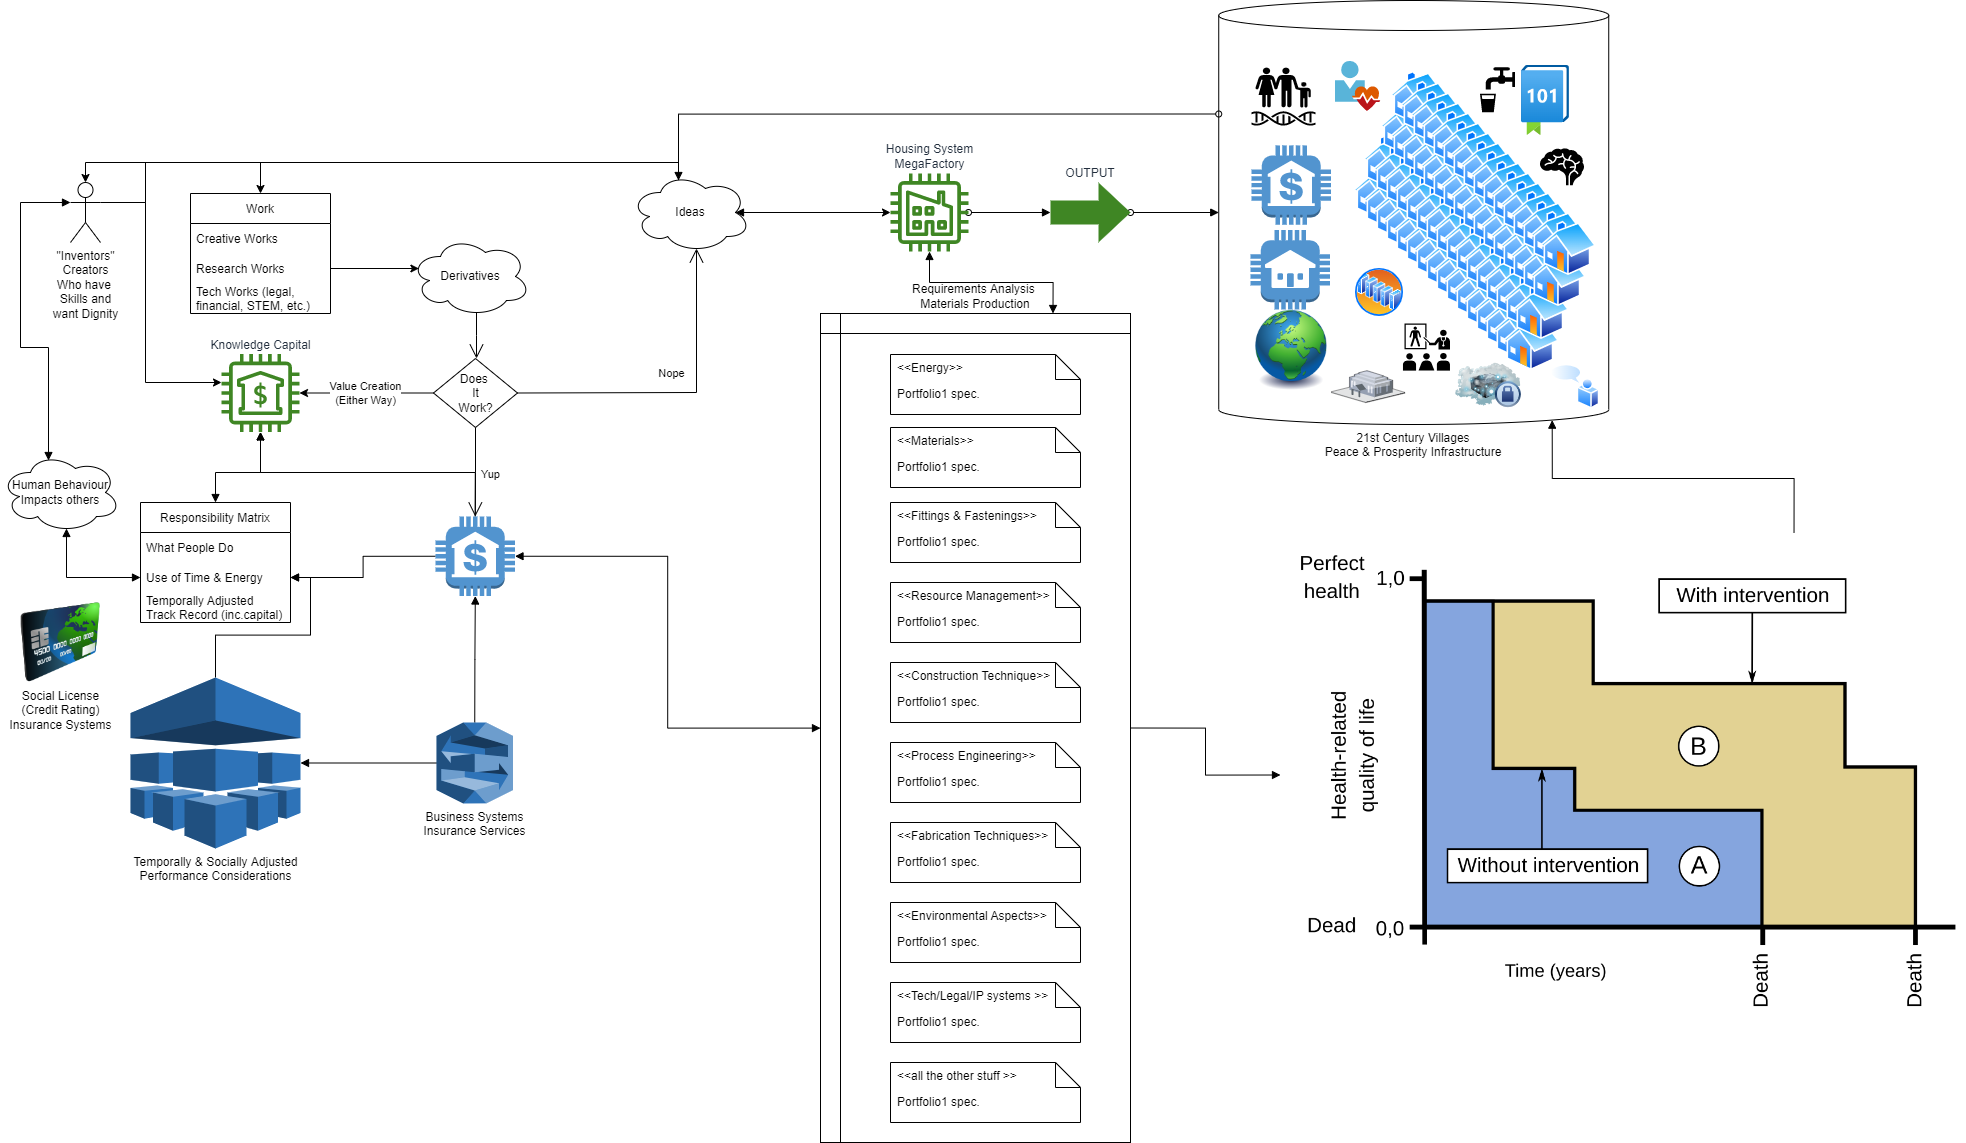 "Inventors"
Creators
Who have
Skills and
want Dignity
Work
Creative Works
Research Works
Tech Works (legal,
financial, STEM, etc.)
Derivatives
Knowledge Capital
Value Creation
(Either Way)
Does
It
Work?
Nope
Yup
Ideas
Human Behaviour
Impacts others
Responsibility Matrix
What People Do
Use of Time & Energy
Temporally Adjusted
Track Record (inc.capital)
4500 0000 0000 0000
00/00
00/00
Social License
(Credit Rating)
Insurance Systems
Temporally & Socially Adjusted
Performance Considerations
$
$
Business Systems
Insurance Services
Housing System
MegaFactory
OUTPUT
Requirements Analysis
Materials Production
<<Energy>>
Portfolio1 spec.
<<Materials>>
Portfolio1 spec.
<<Fittings & Fastenings>>
Portfolio1 spec.
<<Resource Management>>
Portfolio1 spec.
<<Construction Technique>>
Portfolio1 spec.
<<Process Engineering>>
Portfolio1 spec.
<<Fabrication Techniques>>
Portfolio1 spec.
<<Environmental Aspects>>
Portfolio1 spec.
<<Tech/Legal/IP systems >>
Portfolio1 spec.
<<all the other stuff >>
Portfolio1 spec.
101
$
21st Century Villages
Peace & Prosperity Infrastructure
Perfect
health
1,0
With intervention
Health-related
quality of life
B
Without intervention
A
Dead
0,0
Time (years)
Death
Death